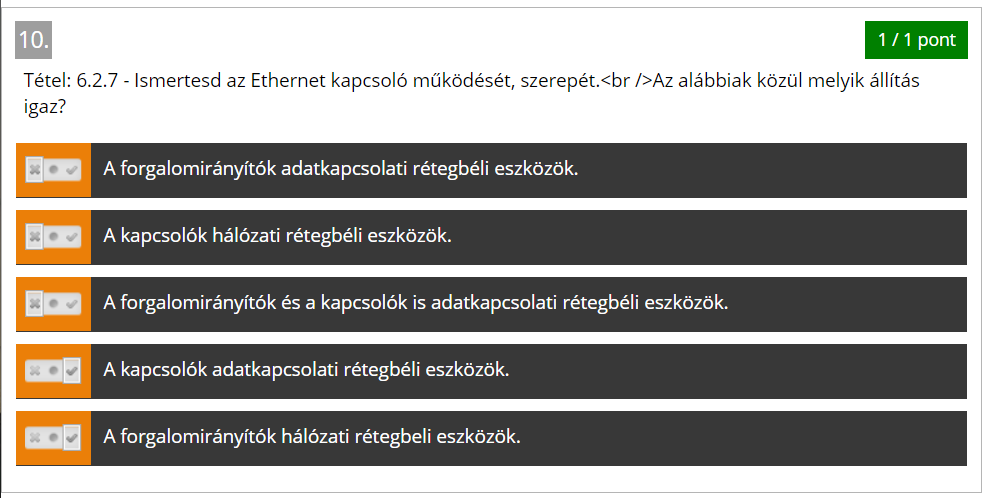 10.
1 / 1 pont
Tétel: 6.2.7 - Ismertesd az Ethernet kapcsoló működését, szerepét.<br />Az alábbiak közül melyik állítás
igaz?
A forgalomirányítók adatkapcsolati rétegbéli eszközök.
A kapcsolók hálózati rétegbéli eszközök.
A forgalomirányítók és a kapcsolók is adatkapcsolati rétegbéli eszközök.
A kapcsolók adatkapcsolati rétegbéli eszközök.
A forgalomirányítók hálózati rétegbeli eszközök.